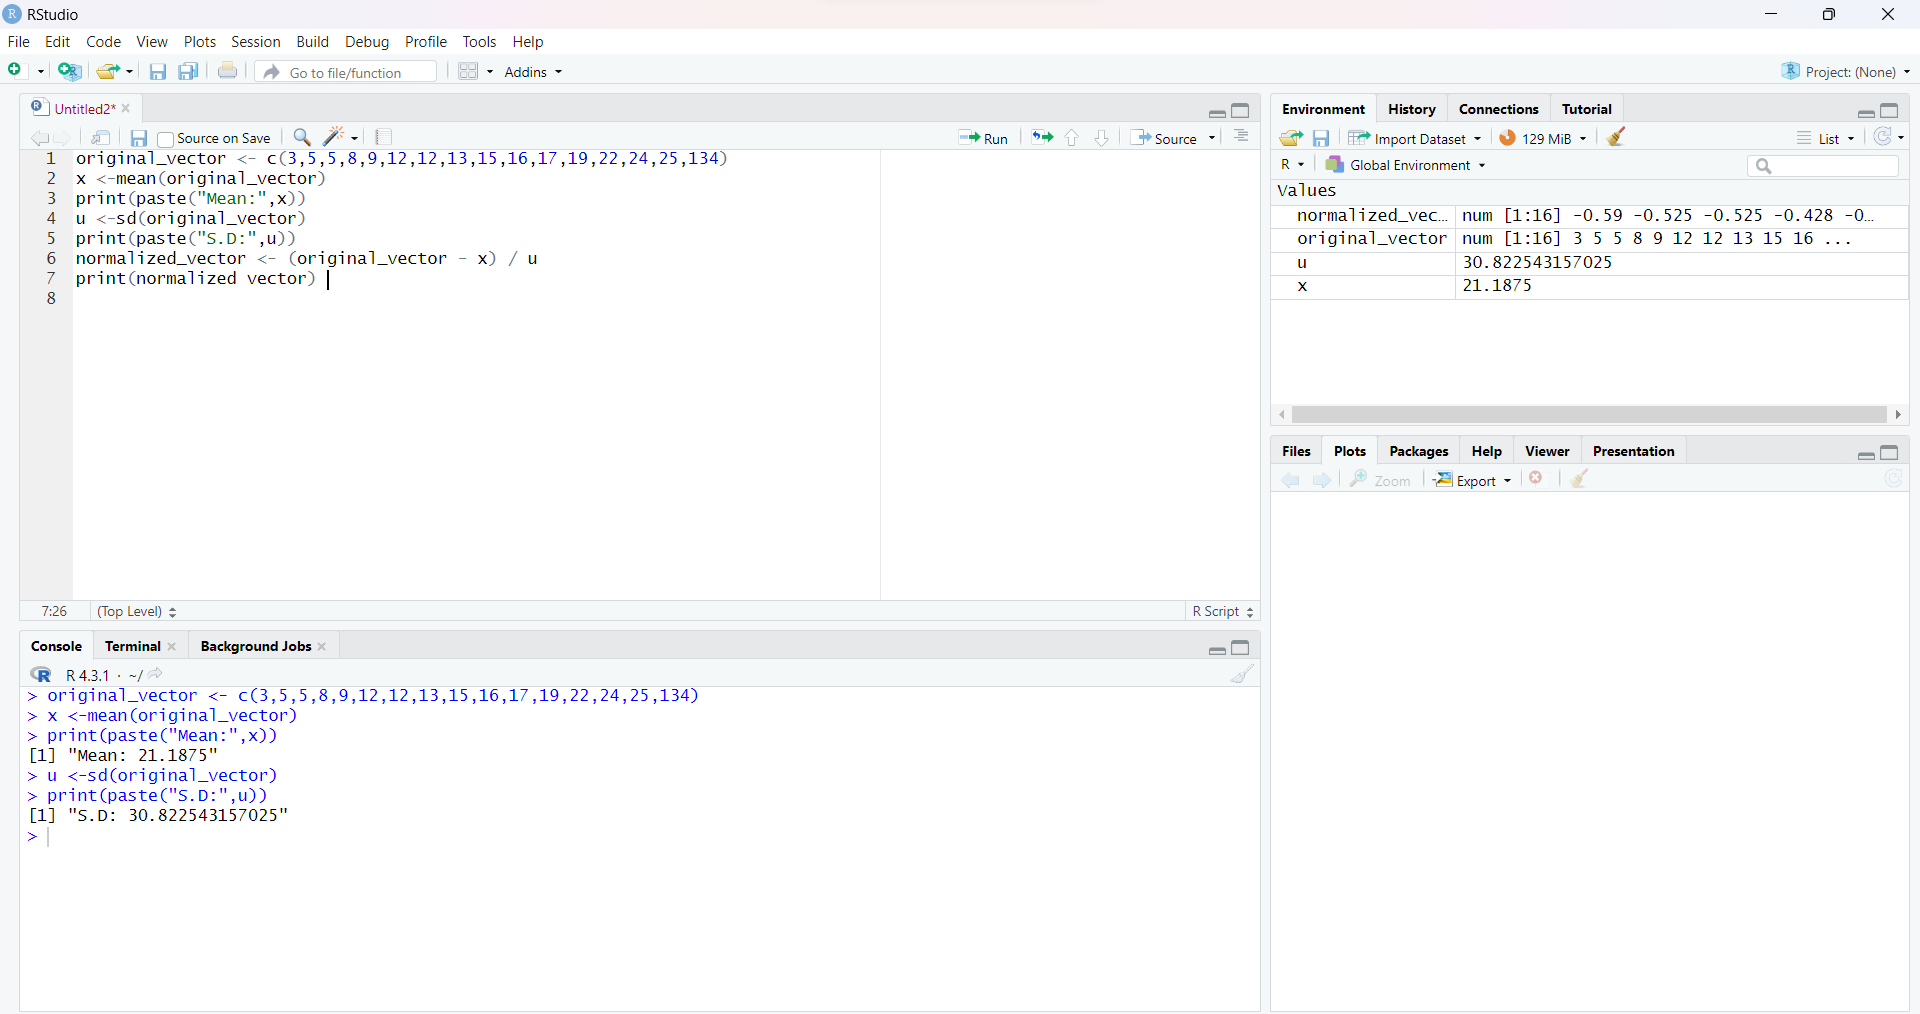 RStudio
File Edit Code View Plots Session Build Debug Profile Tools Help
Go to file/function Addins Project: (None)
Untitled2*
Source on Save Run Source
1 original_vector <- c(3,5,5,8,9,12,12,13,15,16,17,19,22,24,25,134)
2 x <-mean(original_vector)
3 print(paste("Mean:",x))
4 u <-sd(original_vector)
5 print(paste("S.D:",u))
6 normalized_vector <- (original_vector - x) / u
7 print(normalized vector)
8
7:26 (Top Level) R Script
Console Terminal Background Jobs
R 4.3.1 · ~/
> original_vector <- c(3,5,5,8,9,12,12,13,15,16,17,19,22,24,25,134)
> x <-mean(original_vector)
> print(paste("Mean:",x))
[1] "Mean: 21.1875"
> u <-sd(original_vector)
> print(paste("S.D:",u))
[1] "S.D: 30.822543157025"
>
Environment History Connections Tutorial
Import Dataset 129 MiB List
R Global Environment
Values
normalized_vec... num [1:16] -0.59 -0.525 -0.525 -0.428 -0...
original_vector num [1:16] 3 5 5 8 9 12 12 13 15 16 ...
u 30.822543157025
x 21.1875
Files Plots Packages Help Viewer Presentation
Zoom Export